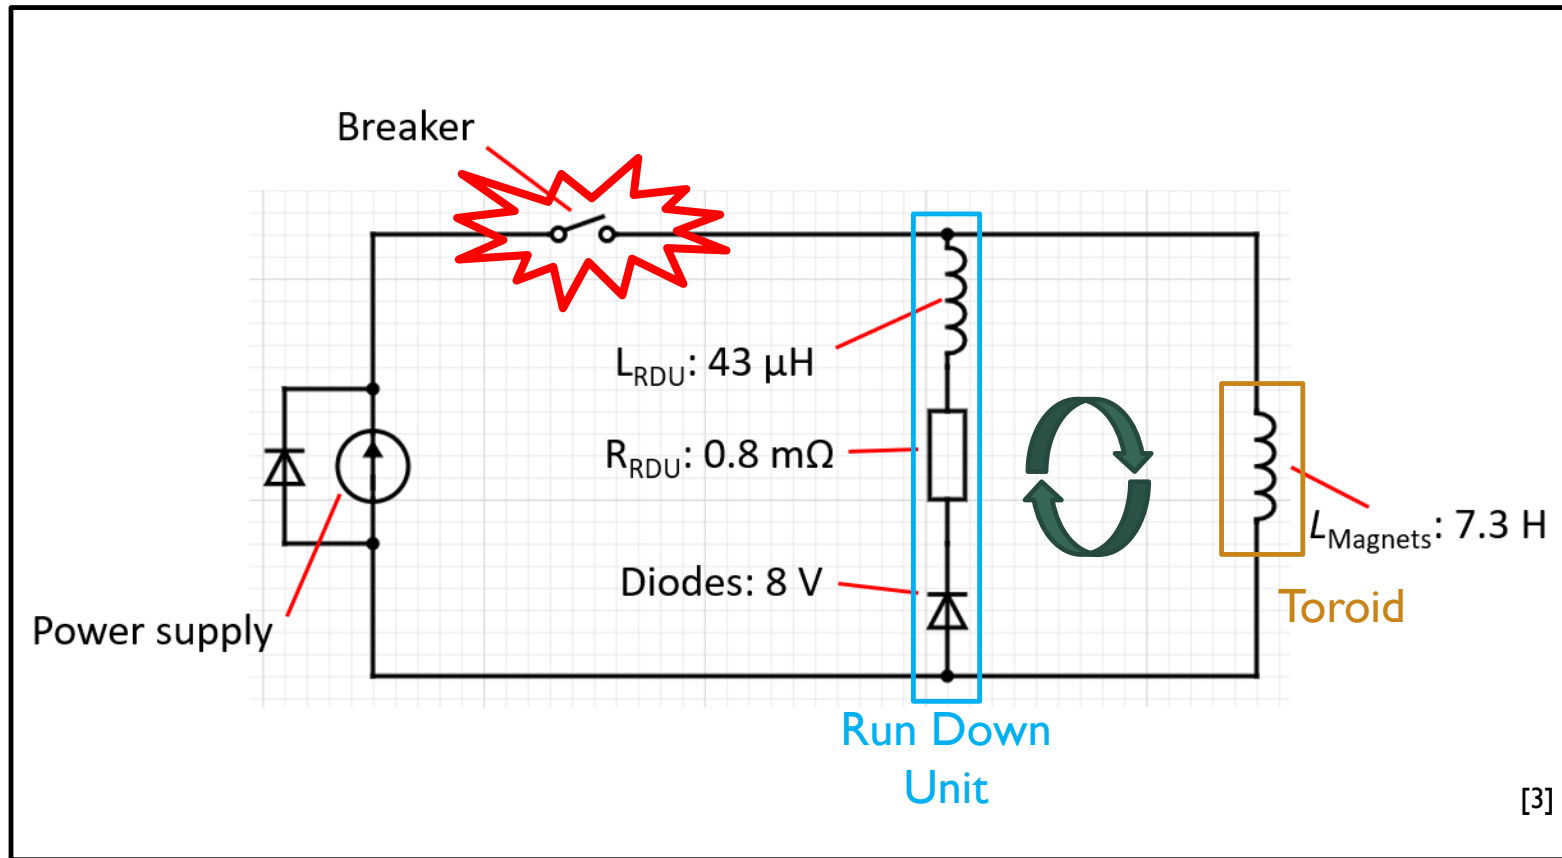 Breaker
L_RDU: 43 μH
R_RDU: 0.8 mΩ
L_Magnets: 7.3 H
Diodes: 8 V
Toroid
Power supply
Run Down
Unit
[3]